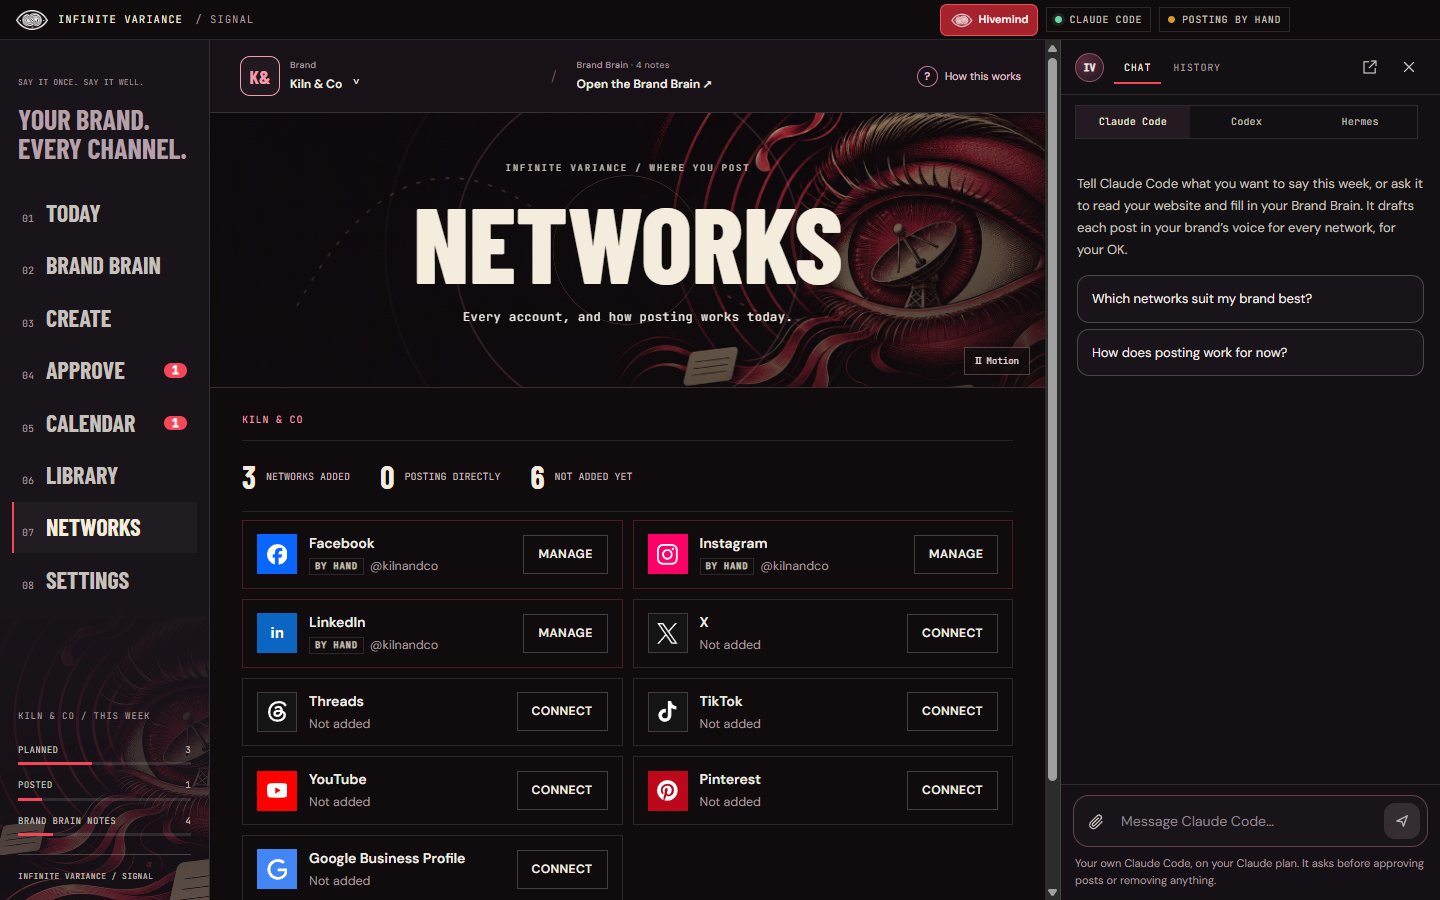 INFINITE VARIANCE / SIGNAL
Hivemind
CLAUDE CODE
POSTING BY HAND
SAY IT ONCE. SAY IT WELL.
YOUR BRAND.
EVERY CHANNEL.
01 TODAY
02 BRAND BRAIN
03 CREATE
04 APPROVE 1
05 CALENDAR 1
06 LIBRARY
07 NETWORKS
08 SETTINGS
KILN & CO / THIS WEEK
PLANNED 3
POSTED 1
BRAND BRAIN NOTES 4
INFINITE VARIANCE / SIGNAL
K&
Brand
Kiln & Co
/
Brand Brain · 4 notes
Open the Brand Brain ↗
? How this works
INFINITE VARIANCE / WHERE YOU POST
NETWORKS
Every account, and how posting works today.
Motion
KILN & CO
3 NETWORKS ADDED
0 POSTING DIRECTLY
6 NOT ADDED YET
Facebook
BY HAND @kilnandco
MANAGE
Instagram
BY HAND @kilnandco
MANAGE
in
LinkedIn
BY HAND @kilnandco
MANAGE
X
Not added
CONNECT
Threads
Not added
CONNECT
TikTok
Not added
CONNECT
YouTube
Not added
CONNECT
Pinterest
Not added
CONNECT
G
Google Business Profile
Not added
CONNECT
IV
CHAT
HISTORY
Claude Code
Codex
Hermes
Tell Claude Code what you want to say this week, or ask it
to read your website and fill in your Brand Brain. It drafts
each post in your brand’s voice for every network, for
your OK.
Which networks suit my brand best?
How does posting work for now?
Message Claude Code...
Your own Claude Code, on your Claude plan. It asks before approving
posts or removing anything.